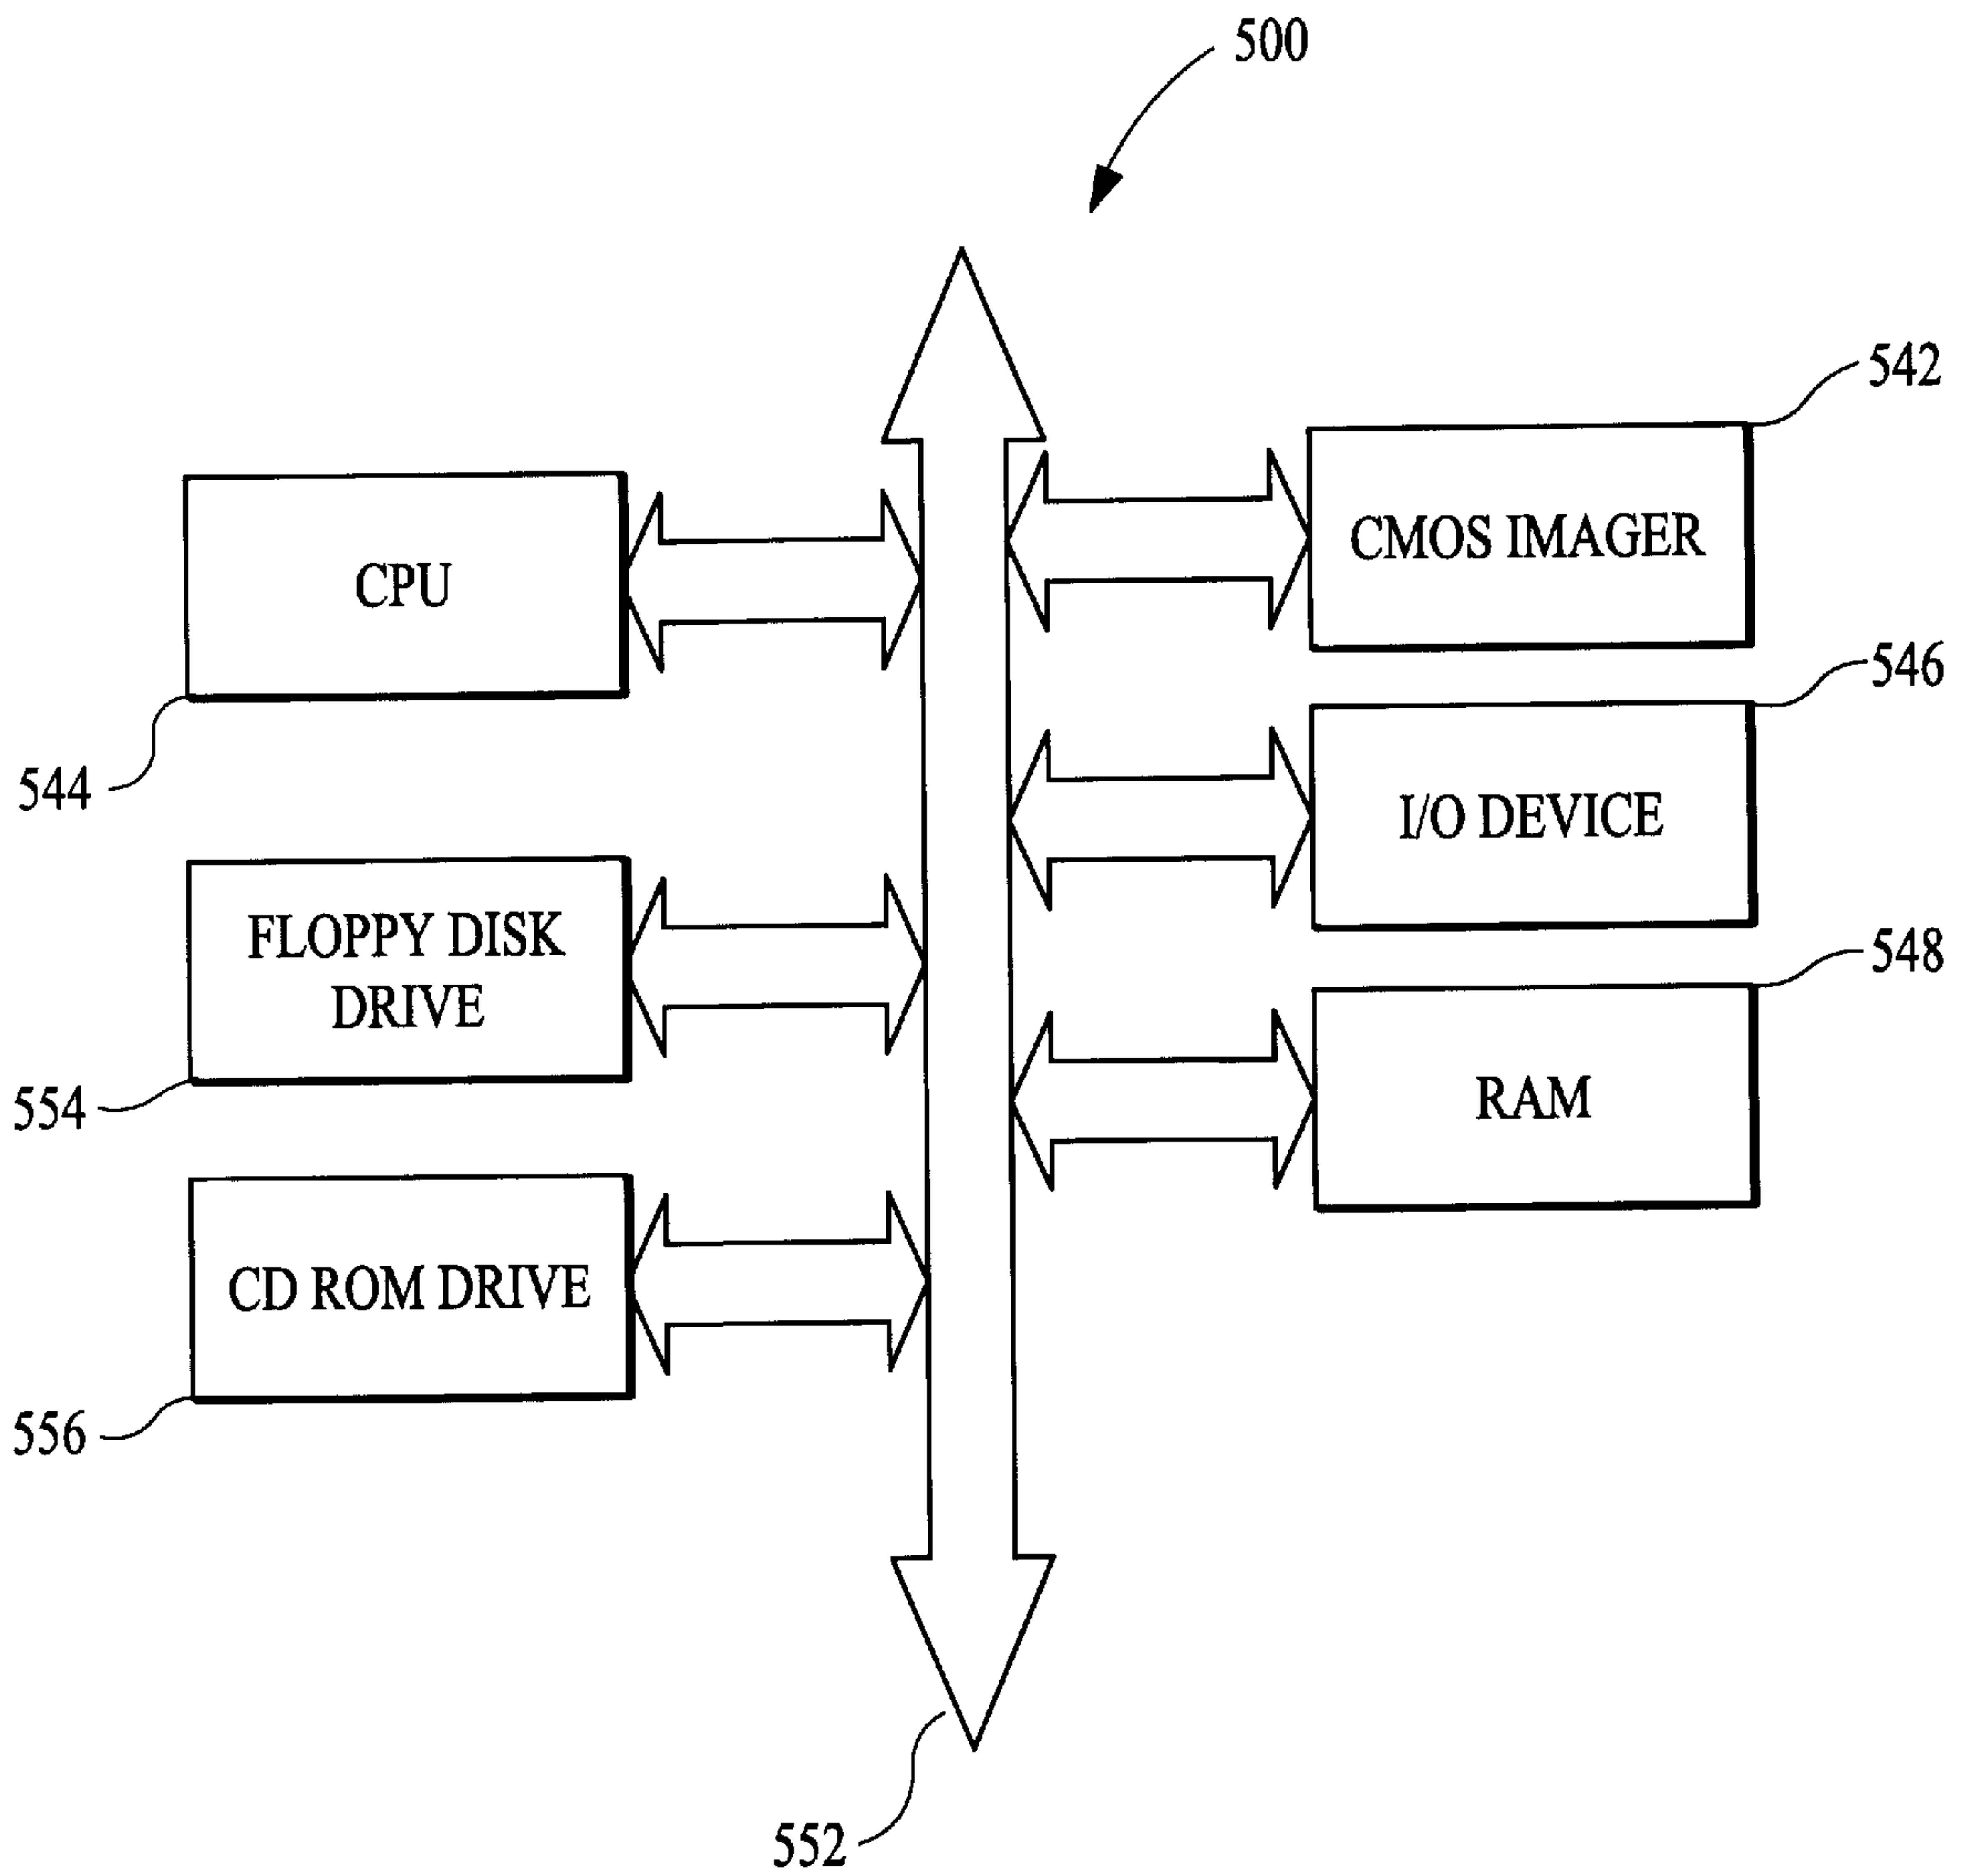 500
542
CPU
CMOS IMAGER
546
544
I/O DEVICE
FLOPPY DISK
DRIVE
548
554
RAM
CD ROM DRIVE
556
552